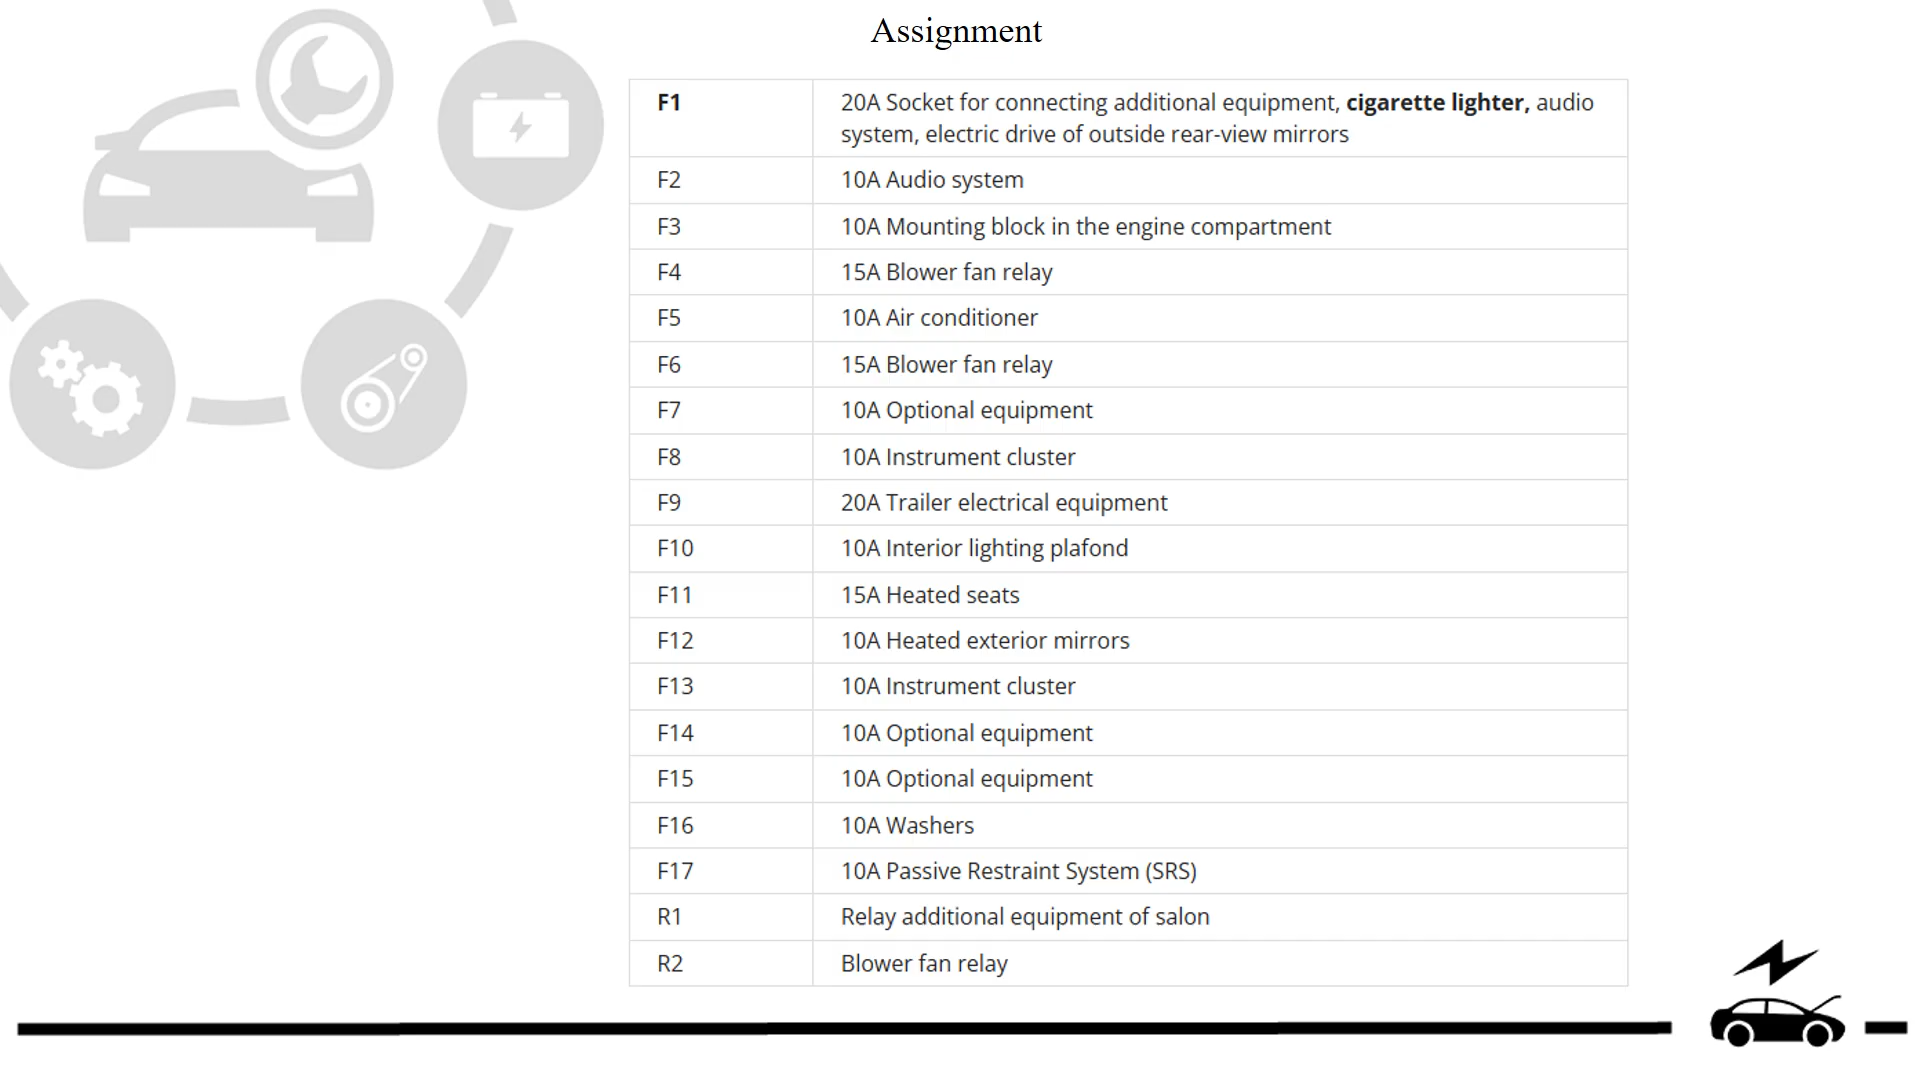 Assignment
F1 20A Socket for connecting additional equipment, cigarette lighter, audio
system, electric drive of outside rear-view mirrors
F2 10A Audio system
F3 10A Mounting block in the engine compartment
F4 15A Blower fan relay
F5 10A Air conditioner
F6 15A Blower fan relay
F7 10A Optional equipment
F8 10A Instrument cluster
F9 20A Trailer electrical equipment
F10 10A Interior lighting plafond
F11 15A Heated seats
F12 10A Heated exterior mirrors
F13 10A Instrument cluster
F14 10A Optional equipment
F15 10A Optional equipment
F16 10A Washers
F17 10A Passive Restraint System (SRS)
R1 Relay additional equipment of salon
R2 Blower fan relay